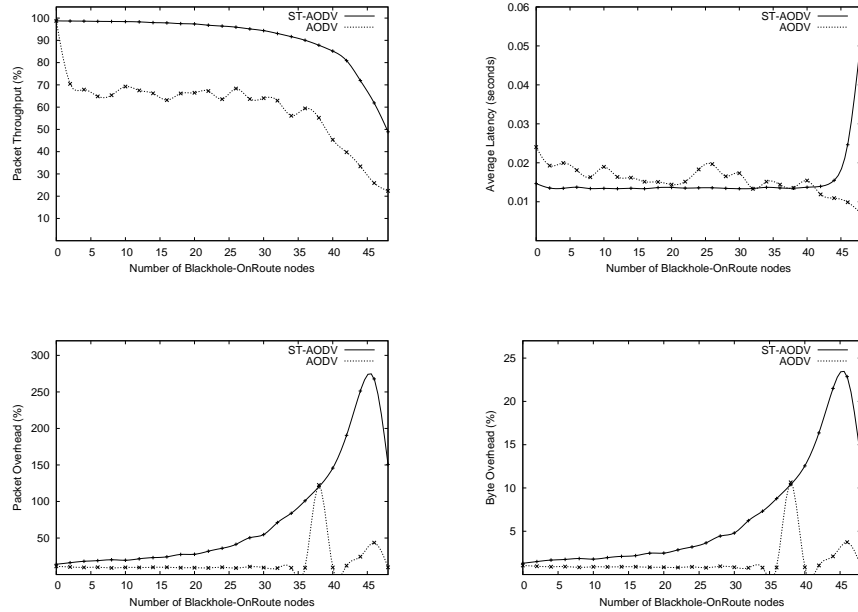 ST-AODV
AODV
Packet Throughput (%)
100
90
80
70
60
50
40
30
20
10
0 5 10 15 20 25 30 35 40 45
Number of Blackhole-OnRoute nodes
ST-AODV
AODV
Average Latency (seconds)
0.06
0.05
0.04
0.03
0.02
0.01
0 5 10 15 20 25 30 35 40 45
Number of Blackhole-OnRoute nodes
ST-AODV
AODV
Packet Overhead (%)
300
250
200
150
100
50
0 5 10 15 20 25 30 35 40 45
Number of Blackhole-OnRoute nodes
ST-AODV
AODV
Byte Overhead (%)
25
20
15
10
5
0 5 10 15 20 25 30 35 40 45
Number of Blackhole-OnRoute nodes